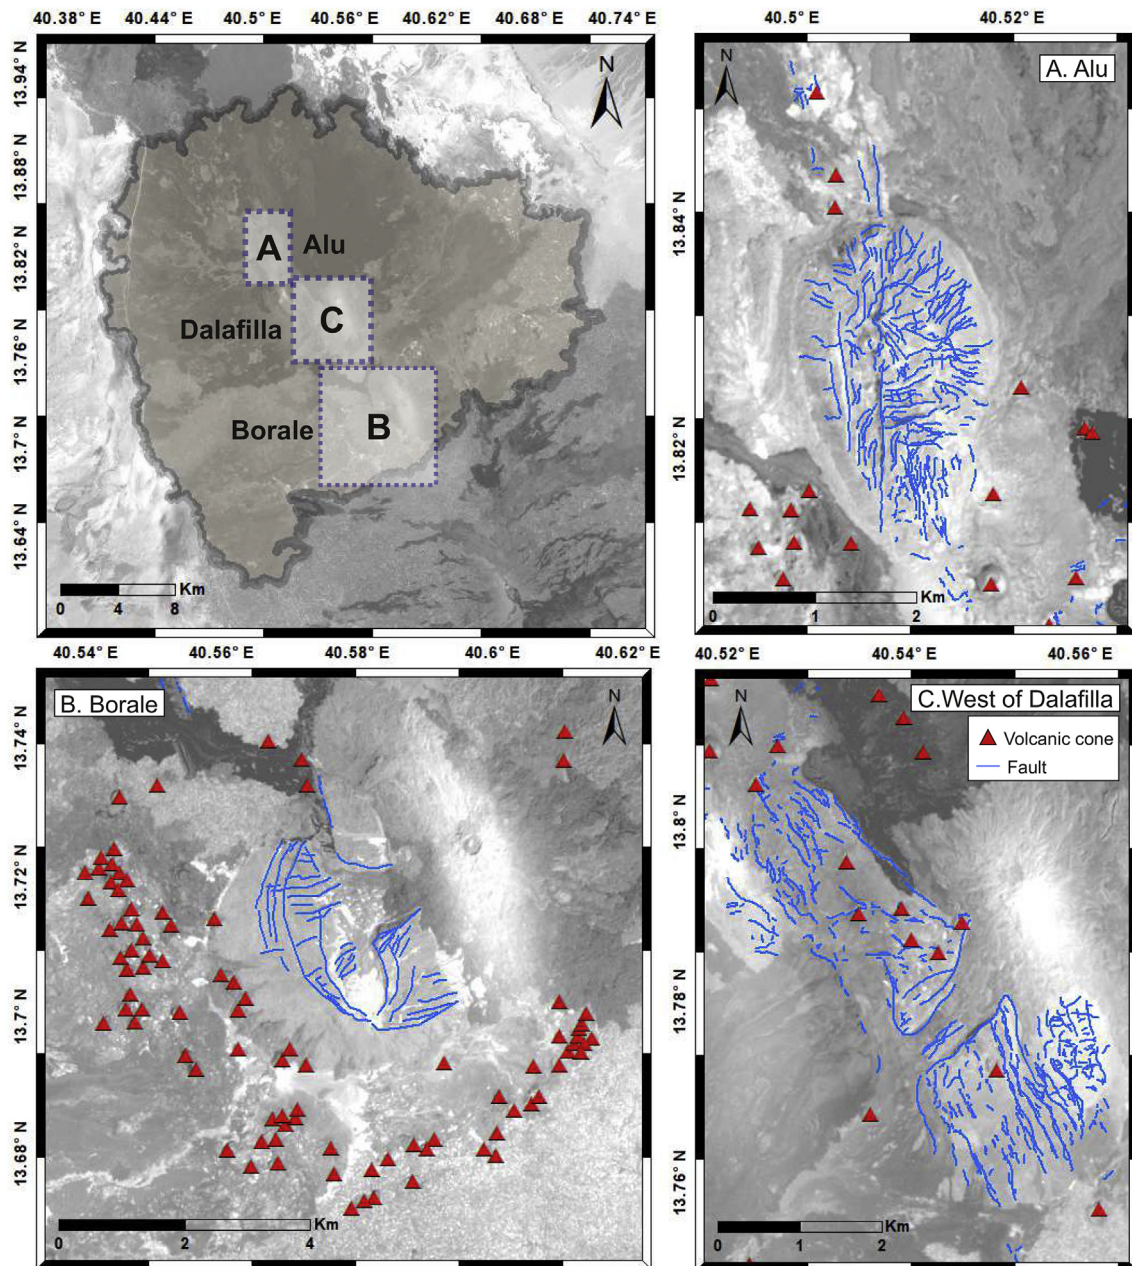 40.38° E 40.44° E 40.50° E 40.56° E 40.62° E 40.68° E 40.74° E
13.94° N
13.88° N
13.82° N
13.76° N
13.7° N
13.64° N
N
A
Alu
C
Dalafilla
B
Borale
Km
0 4 8
40.5° E 40.52° E
13.84° N
13.82° N
N
A. Alu
Km
0 1 2
40.54° E 40.56° E 40.58° E 40.6° E 40.62° E
13.74° N
13.72° N
13.7° N
13.68° N
B. Borale
N
Km
0 2 4
40.52° E 40.54° E 40.56° E
13.8° N
13.78° N
13.76° N
N
C.West of Dalafilla
Volcanic cone
Fault
Km
0 1 2